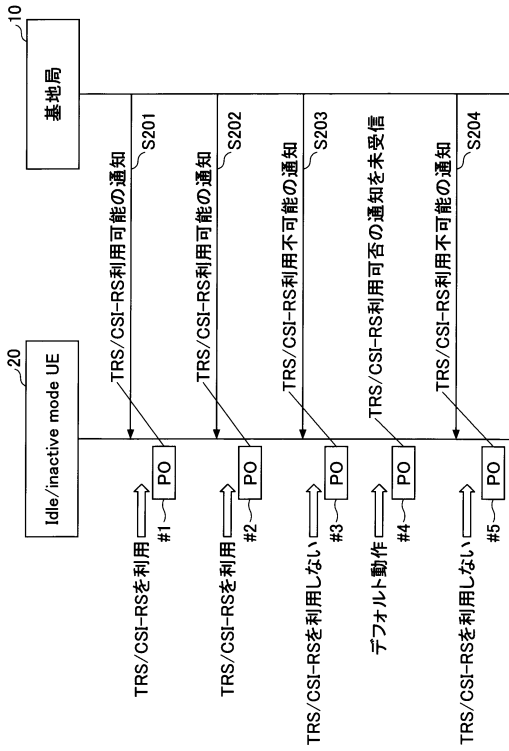 20
10
Idle/inactive mode UE
基地局
TRS/CSI-RS利用可能の通知
S201
TRS/CSI-RSを利用
PO
#1
TRS/CSI-RS利用可能の通知
S202
TRS/CSI-RSを利用
PO
#2
TRS/CSI-RS利用不可能の通知
S203
TRS/CSI-RSを利用しない
PO
#3
TRS/CSI-RS利用可否の通知を未受信
デフォルト動作
PO
#4
TRS/CSI-RS利用不可能の通知
S204
TRS/CSI-RSを利用しない
PO
#5